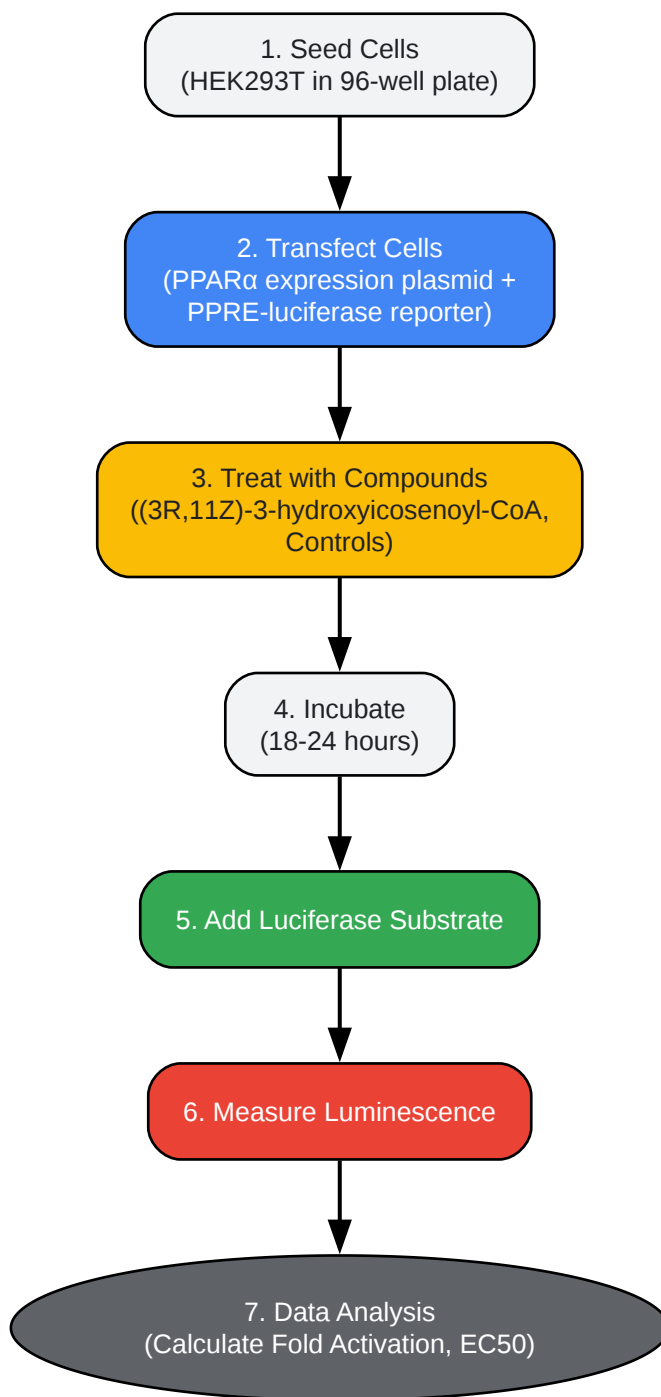 1. Seed Cells
(HEK293T in 96-well plate)
2. Transfect Cells
(PPARα expression plasmid +
PPRE-luciferase reporter)
3. Treat with Compounds
((3R,11Z)-3-hydroxyicosenoyl-CoA,
Controls)
4. Incubate
(18-24 hours)
5. Add Luciferase Substrate
6. Measure Luminescence
7. Data Analysis
(Calculate Fold Activation, EC50)